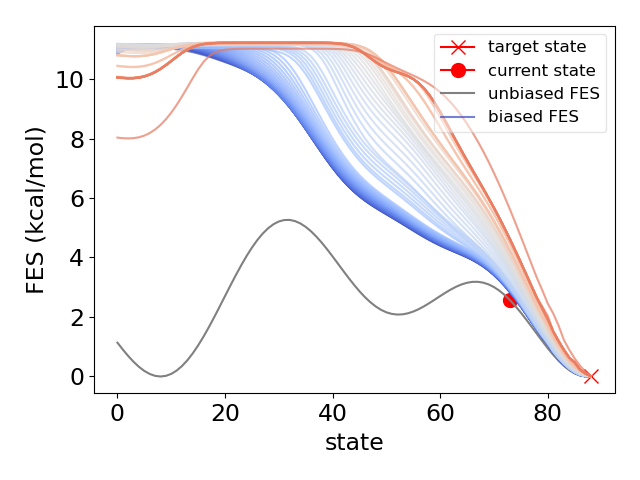 target state
current state
unbiased FES
biased FES
10
8
6
4
2
0
FES (kcal/mol)
0 20 40 60 80
state